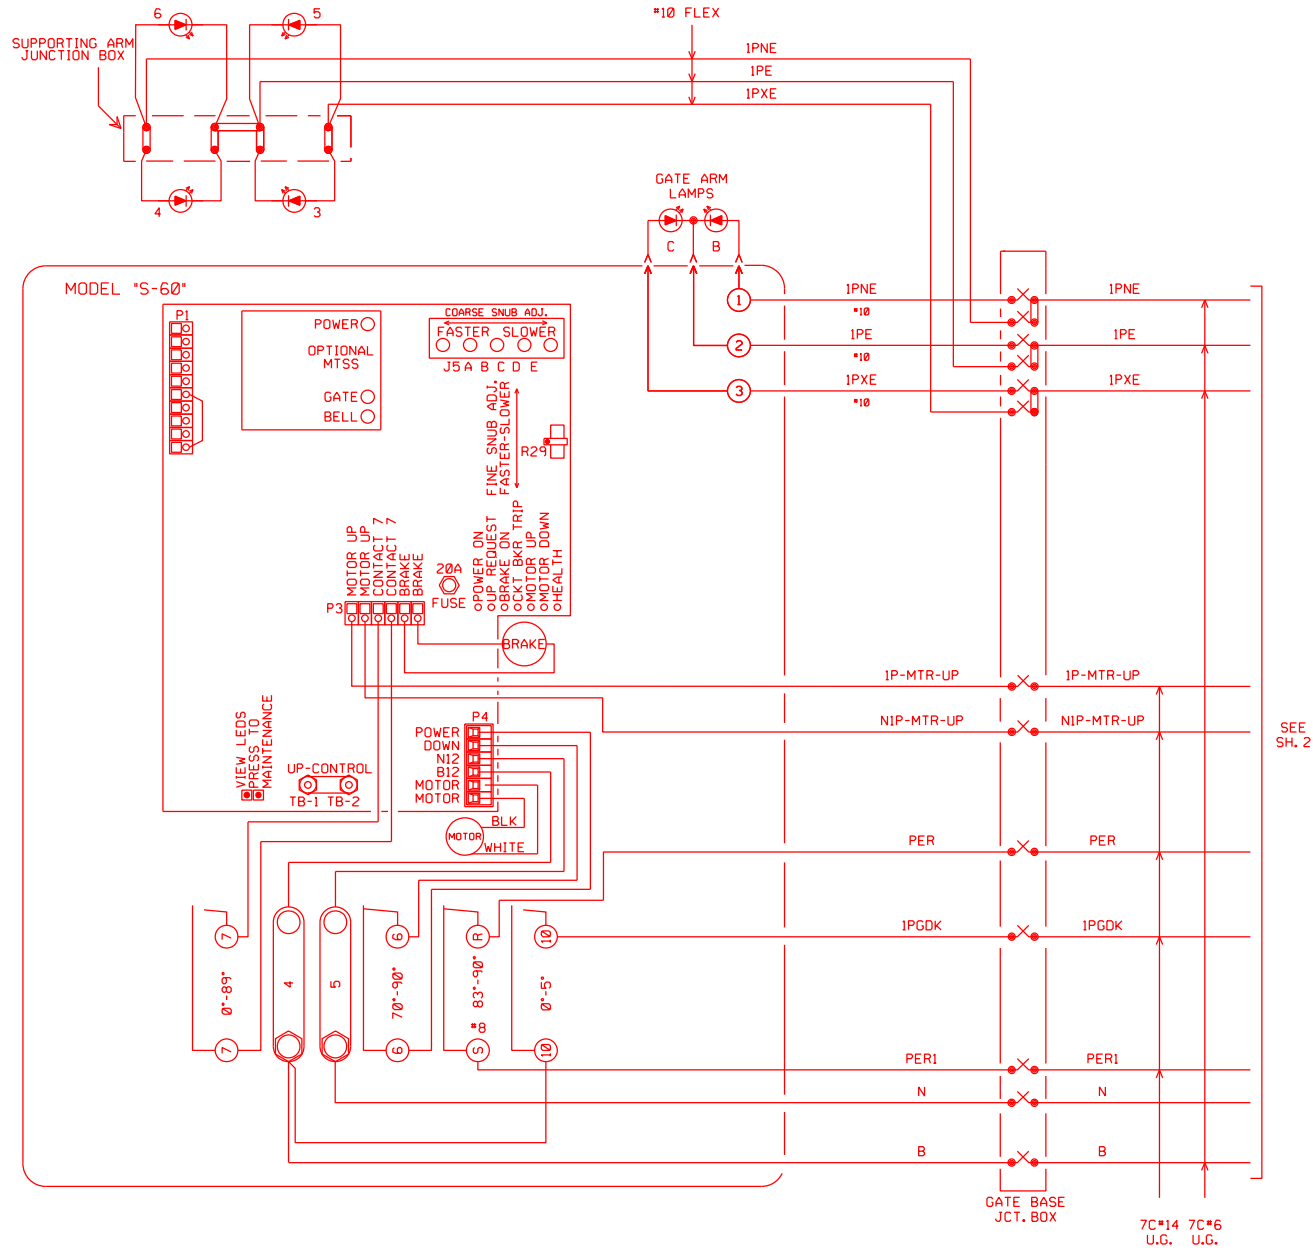 6
5
SUPPORTING ARM
JUNCTION BOX
4
3
#10 FLEX
1PNE
1PE
1PXE
GATE ARM
LAMPS
C
B
MODEL "S-60"
P1
POWER
OPTIONAL
MTSS
GATE
BELL
COARSE SNUB ADJ.
FASTER SLOWER
J5 A B C D E
FINE SNUB ADJ.
FASTER-SLOWER
R29
1
2
3
1PNE
#10
1PE
#10
1PXE
#10
1PNE
1PE
1PXE
MOTOR UP
MOTOR UP
CONTACT 7
CONTACT 7
BRAKE
BRAKE
P3
20A
FUSE
POWER ON
UP REQUEST
BRAKE ON
CKT BKR TRIP
MOTOR UP
MOTOR DOWN
HEALTH
BRAKE
1P-MTR-UP
1P-MTR-UP
N1P-MTR-UP
N1P-MTR-UP
SEE
SH. 2
VIEW LEDS
PRESS TO
MAINTENANCE
UP-CONTROL
TB-1 TB-2
P4
POWER
DOWN
N12
B12
MOTOR
MOTOR
BLK
MOTOR
WHITE
PER
PER
1PGDK
1PGDK
7
0°-89°
7
4
5
6
70°-90°
6
R
83°-90°
#8
S
10
0°-5°
10
PER1
PER1
N
N
B
B
GATE BASE
JCT. BOX
7C#14
U.G.
7C#6
U.G.